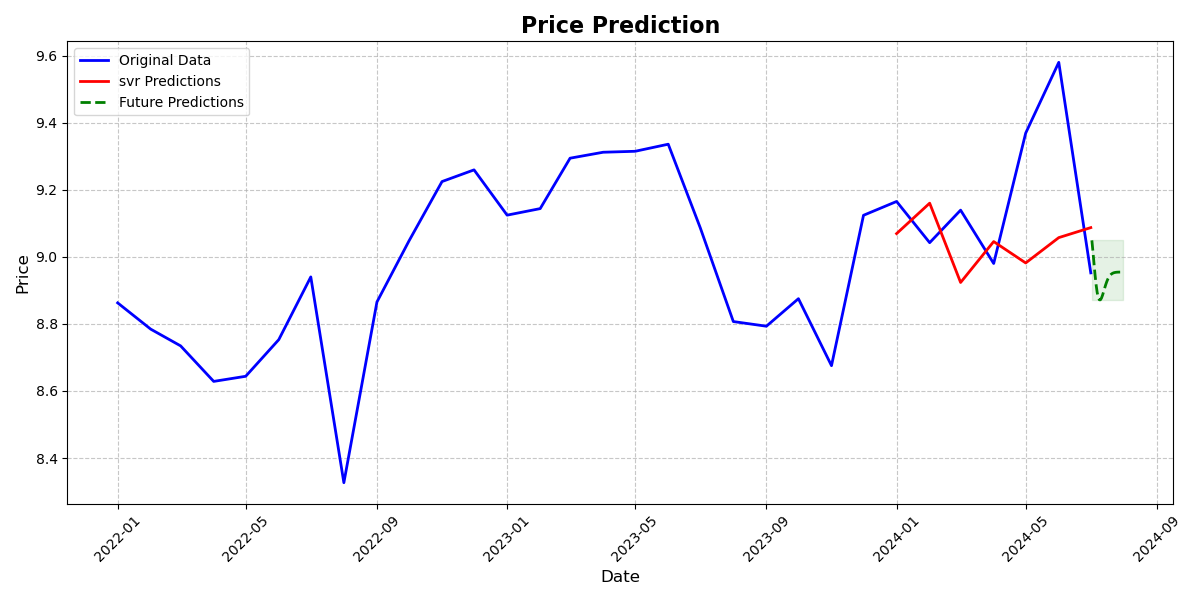 Price Prediction
Original Data
svr Predictions
Future Predictions
9.6
9.4
9.2
9.0
8.8
8.6
8.4
Price
2022-01
2022-05
2022-09
2023-01
2023-05
2023-09
2024-01
2024-05
2024-09
Date